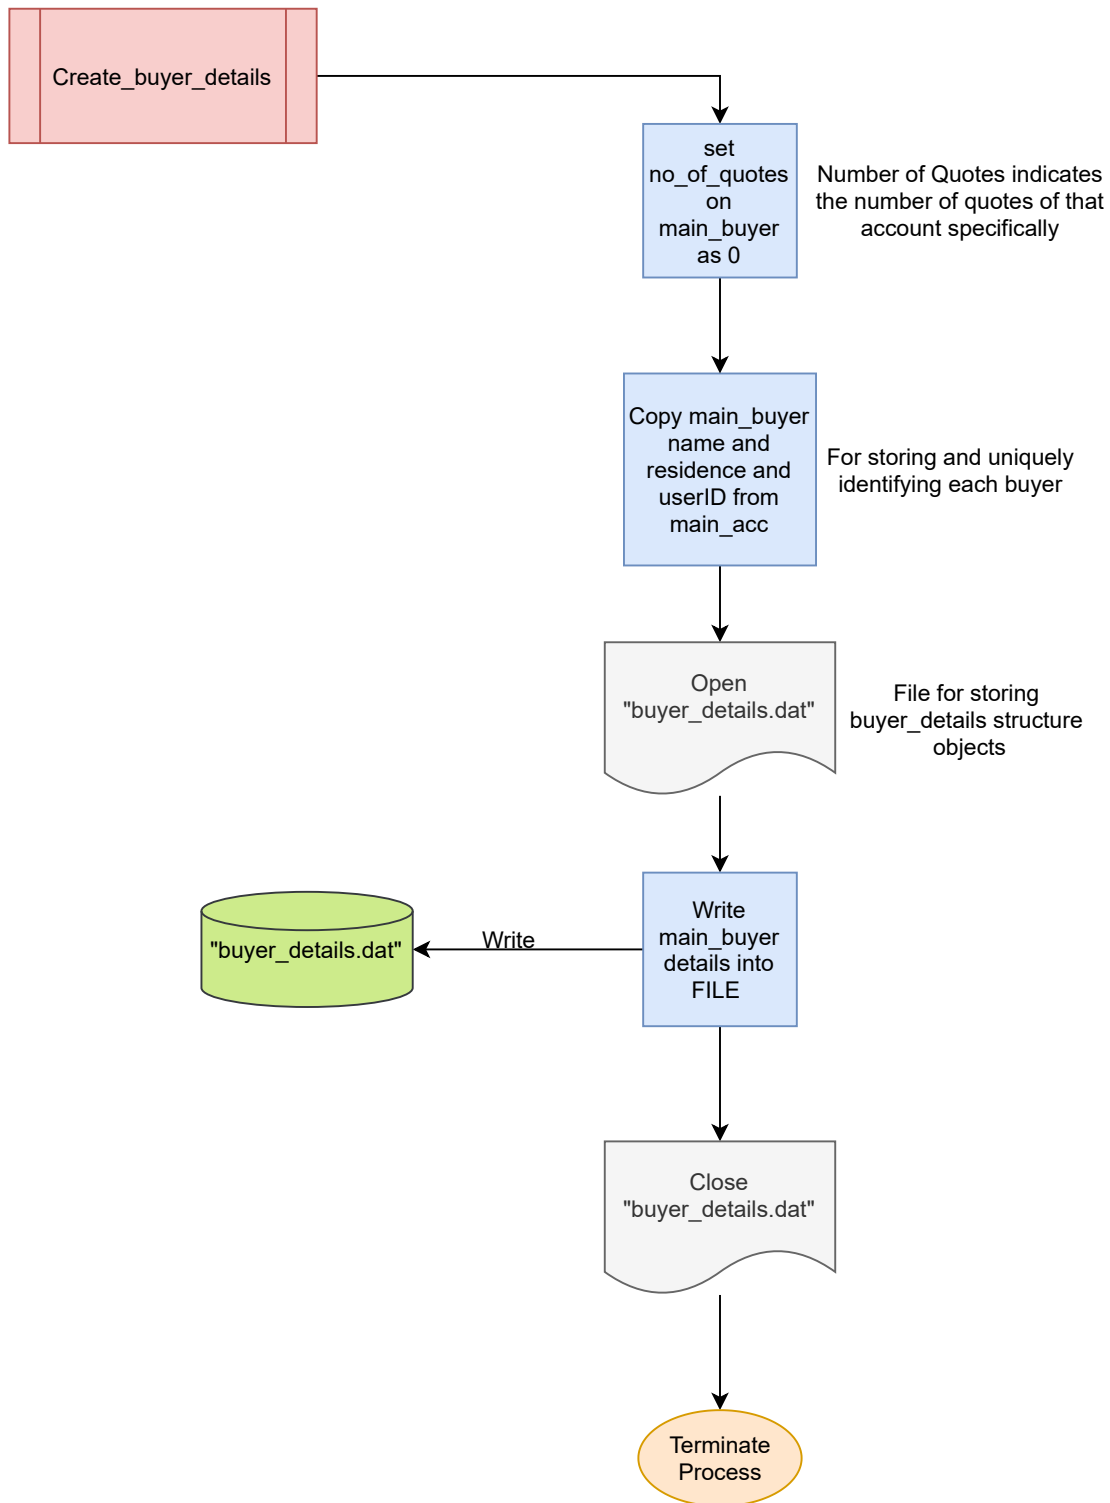 Create_buyer_details
set
no_of_quotes
on
main_buyer
as 0
Number of Quotes indicates
the number of quotes of that
account specifically
Copy main_buyer
name and
residence and
userID from
main_acc
For storing and uniquely
identifying each buyer
Open
"buyer_details.dat"
File for storing
buyer_details structure
objects
Write
main_buyer
details into
FILE
Write
"buyer_details.dat"
Close
"buyer_details.dat"
Terminate
Process